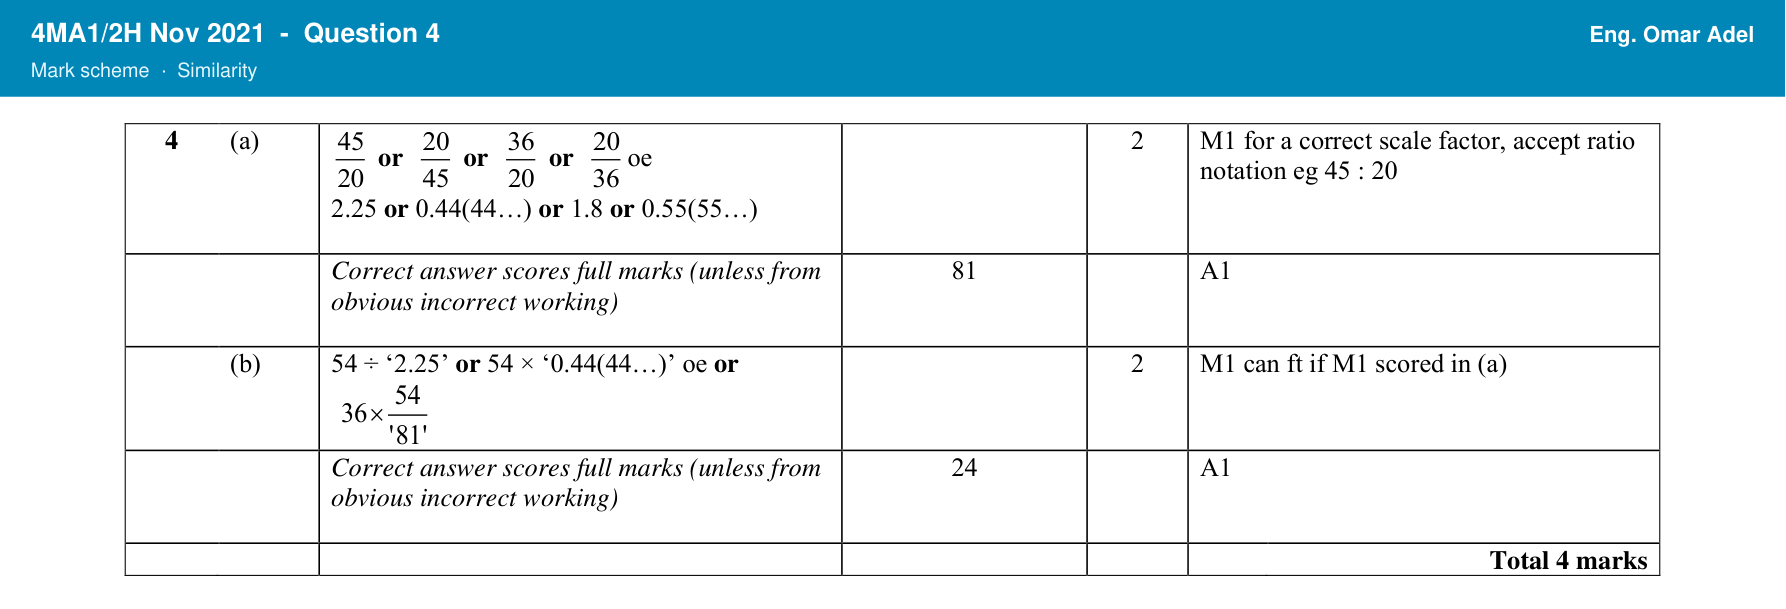 4MA1/2H Nov 2021 - Question 4
Eng. Omar Adel
Mark scheme · Similarity
4 (a) 45/20 or 20/45 or 36/20 or 20/36 oe 2 M1 for a correct scale factor, accept ratio
notation eg 45 : 20
2.25 or 0.44(44…) or 1.8 or 0.55(55…)
Correct answer scores full marks (unless from 81 A1
obvious incorrect working)
(b) 54 ÷ ‘2.25’ or 54 × ‘0.44(44…)’ oe or 2 M1 can ft if M1 scored in (a)
36 × 54/'81'
Correct answer scores full marks (unless from 24 A1
obvious incorrect working)
Total 4 marks